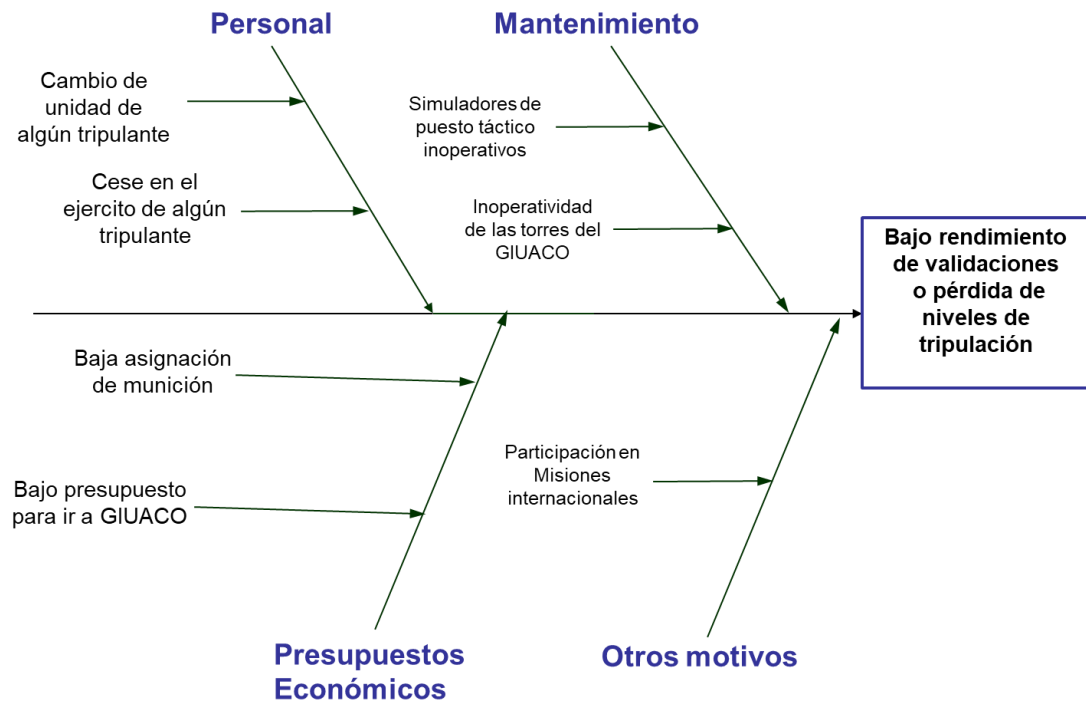 Personal
Mantenimiento
Cambio de
unidad de
algún tripulante
Simuladores de
puesto táctico
inoperativos
Cese en el
ejercito de algún
tripulante
Inoperatividad
de las torres del
GIUACO
Bajo rendimiento
de validaciones
o pérdida de
niveles de
tripulación
Baja asignación
de munición
Participación en
Misiones
internacionales
Bajo presupuesto
para ir a GIUACO
Presupuestos
Económicos
Otros motivos